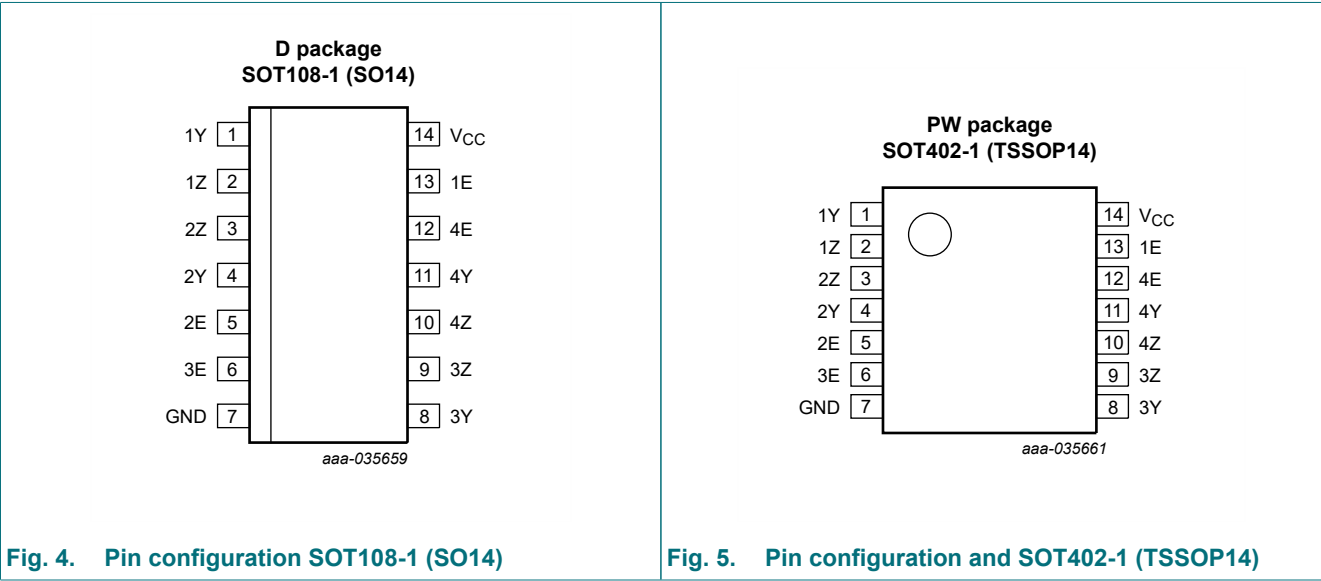 D package
SOT108-1 (SO14)
1Y 1 14 VCC
1Z 2 13 1E
2Z 3 12 4E
2Y 4 11 4Y
2E 5 10 4Z
3E 6 9 3Z
GND 7 8 3Y
aaa-035659
Fig. 4. Pin configuration SOT108-1 (SO14)
PW package
SOT402-1 (TSSOP14)
1Y 1 14 VCC
1Z 2 13 1E
2Z 3 12 4E
2Y 4 11 4Y
2E 5 10 4Z
3E 6 9 3Z
GND 7 8 3Y
aaa-035661
Fig. 5. Pin configuration and SOT402-1 (TSSOP14)